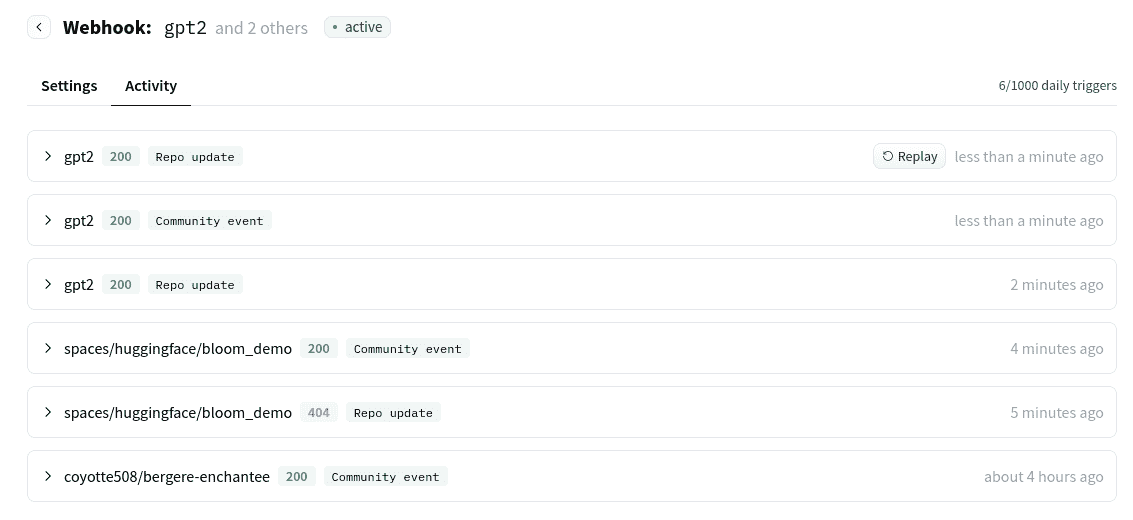 Webhook: gpt2 and 2 others • active
Settings Activity 6/1000 daily triggers
gpt2 200 Repo update Replay less than a minute ago
gpt2 200 Community event less than a minute ago
gpt2 200 Repo update 2 minutes ago
spaces/huggingface/bloom_demo 200 Community event 4 minutes ago
spaces/huggingface/bloom_demo 404 Repo update 5 minutes ago
coyotte508/bergere-enchantee 200 Community event about 4 hours ago